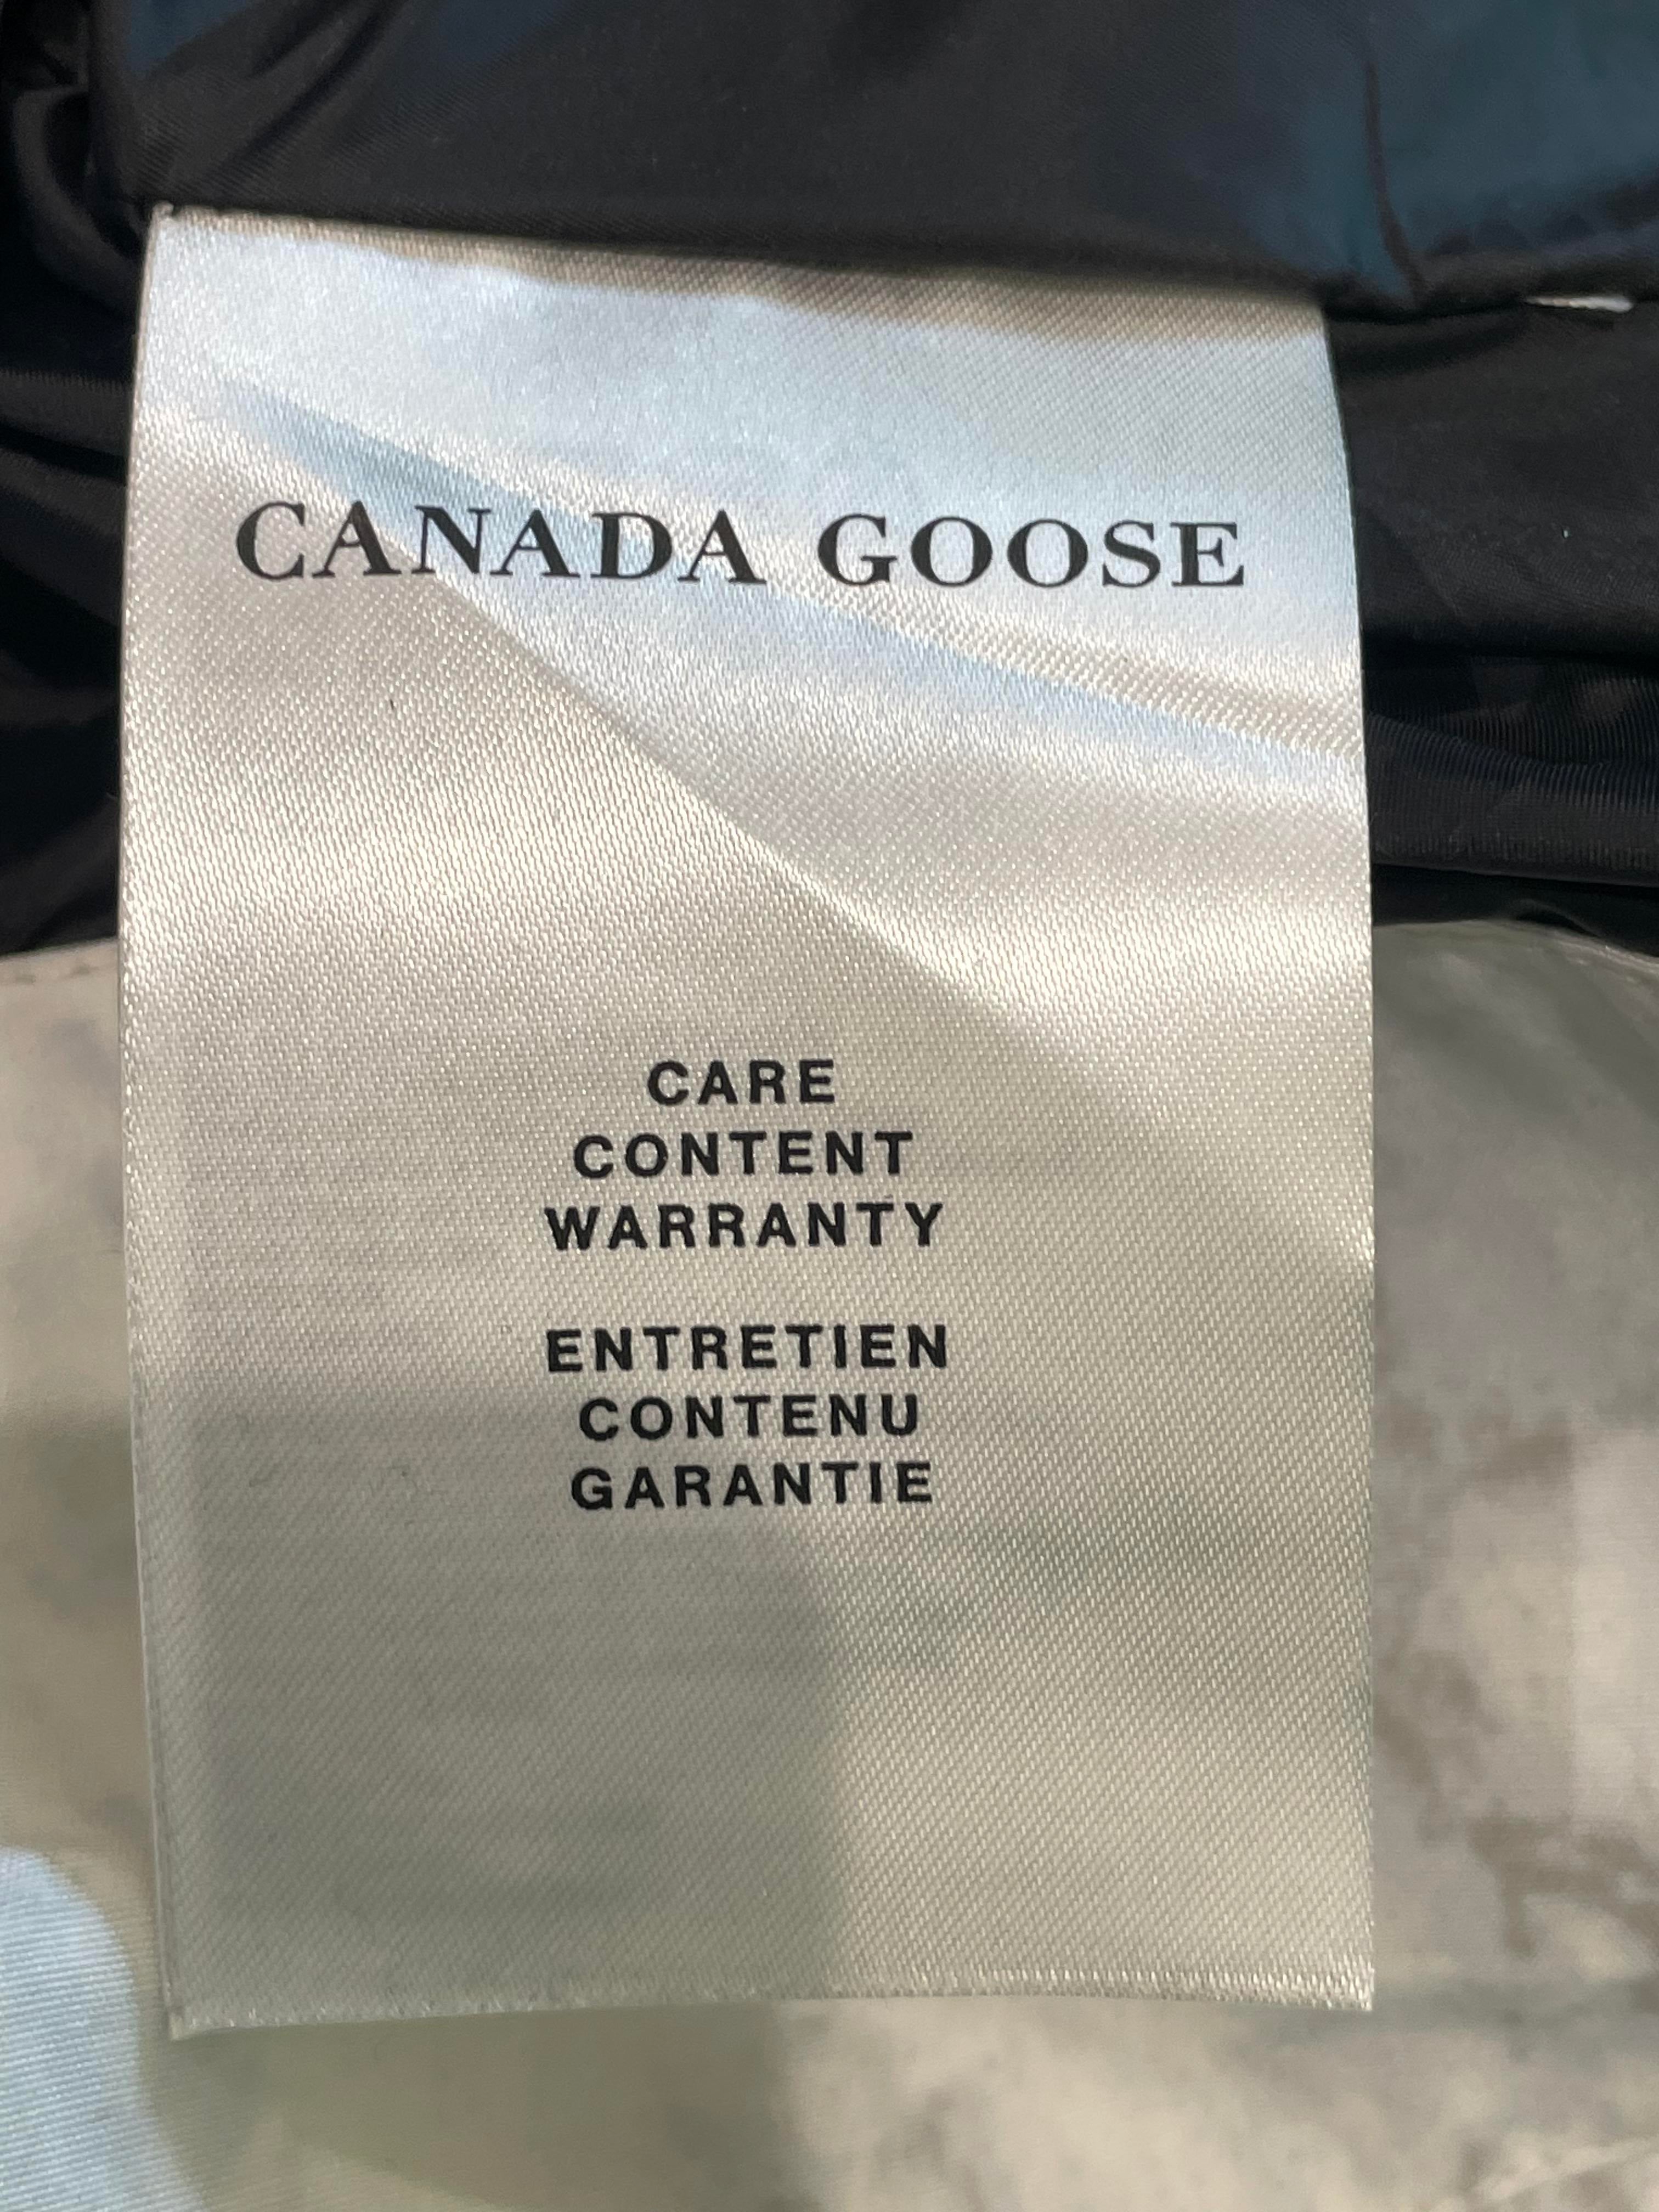 CANADA GOOSE
CARE
CONTENT
WARRANTY
ENTRETIEN
CONTENU
GARANTIE